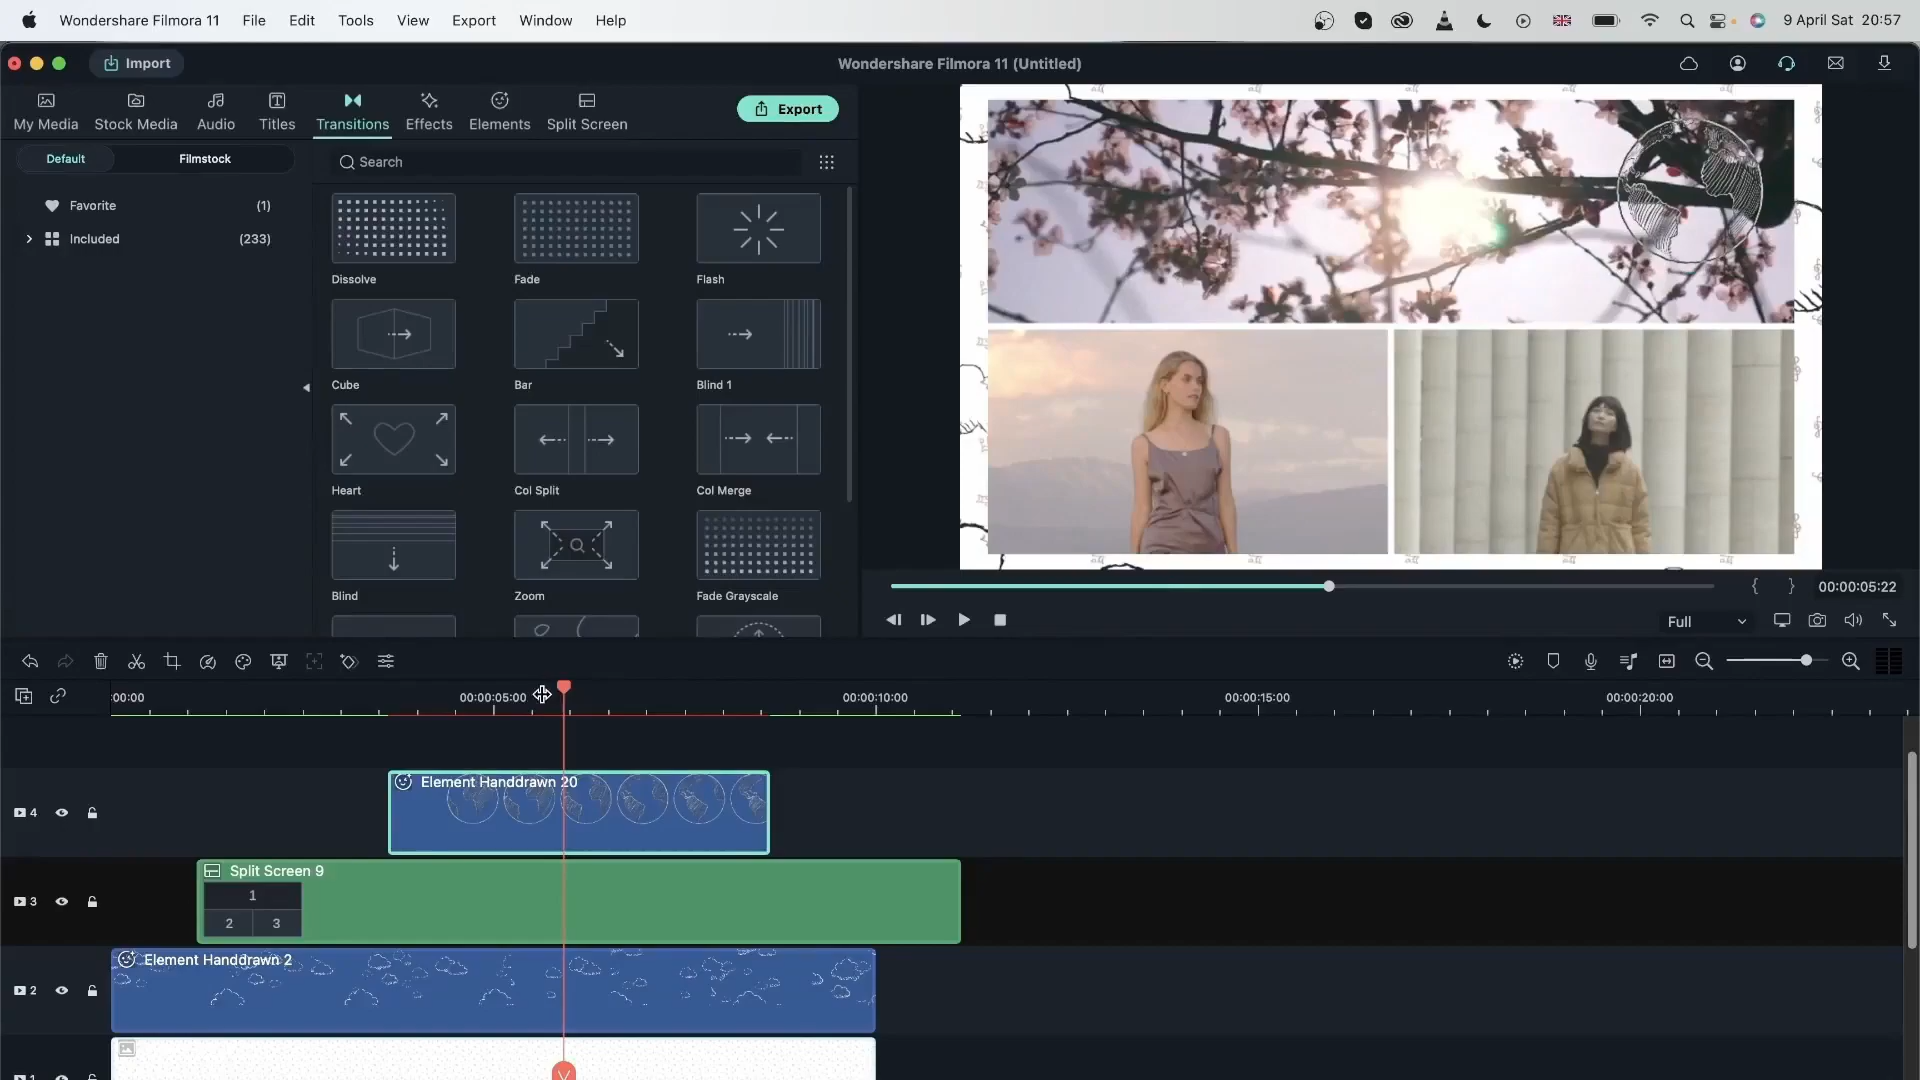 Wondershare Filmora 11 File Edit Tools View Export Window Help 9 April Sat 20:57
Import Wondershare Filmora 11 (Untitled)
My Media Stock Media Audio Titles Transitions Effects Elements Split Screen Export
Default Filmstock Search
Favorite (1)
Included (233)
Dissolve Fade Flash
Cube Bar Blind 1
Heart Col Split Col Merge
Blind Zoom Fade Grayscale
{ } 00:00:05:22
Full
:00:00 00:00:05:00 00:00:10:00 00:00:15:00 00:00:20:00
4 Element Handdrawn 20
3 Split Screen 9
1
2 3
2 Element Handdrawn 2
1